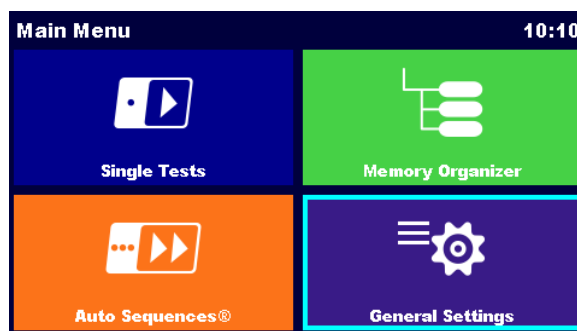 Main Menu 10:10
Single Tests
Memory Organizer
Auto Sequences®
General Settings